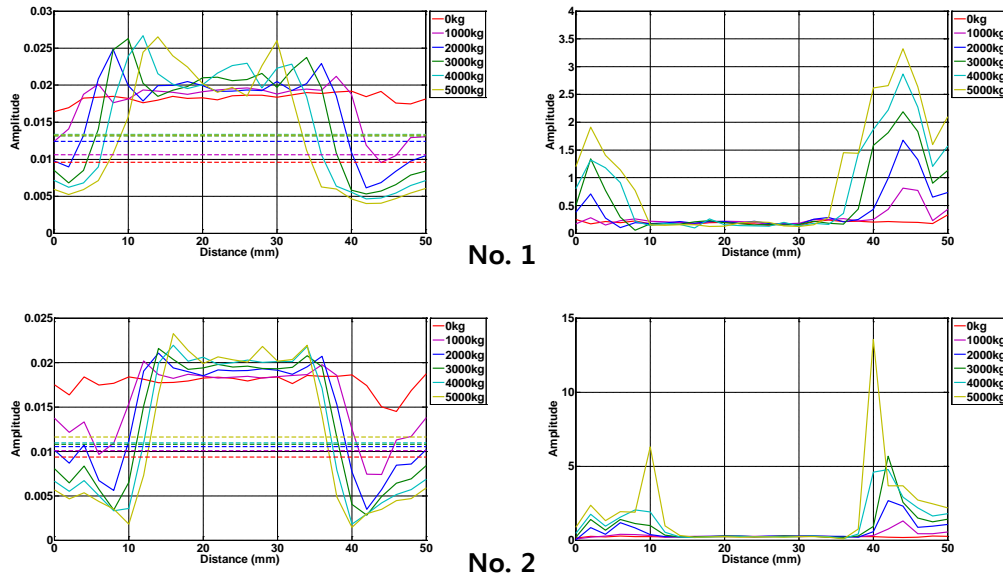 0.03
0.025
0.02
0.015
0.01
0.005
0
Amplitude
0 10 20 30 40 50
Distance (mm)
0kg
1000kg
2000kg
3000kg
4000kg
5000kg
4
3.5
3
2.5
2
1.5
1
0.5
0
Amplitude
0 10 20 30 40 50
Distance (mm)
0kg
1000kg
2000kg
3000kg
4000kg
5000kg
No. 1
0.025
0.02
0.015
0.01
0.005
0
Amplitude
0 10 20 30 40 50
Distance (mm)
0kg
1000kg
2000kg
3000kg
4000kg
5000kg
15
10
5
0
Amplitude
0 10 20 30 40 50
Distance (mm)
0kg
1000kg
2000kg
3000kg
4000kg
5000kg
No. 2